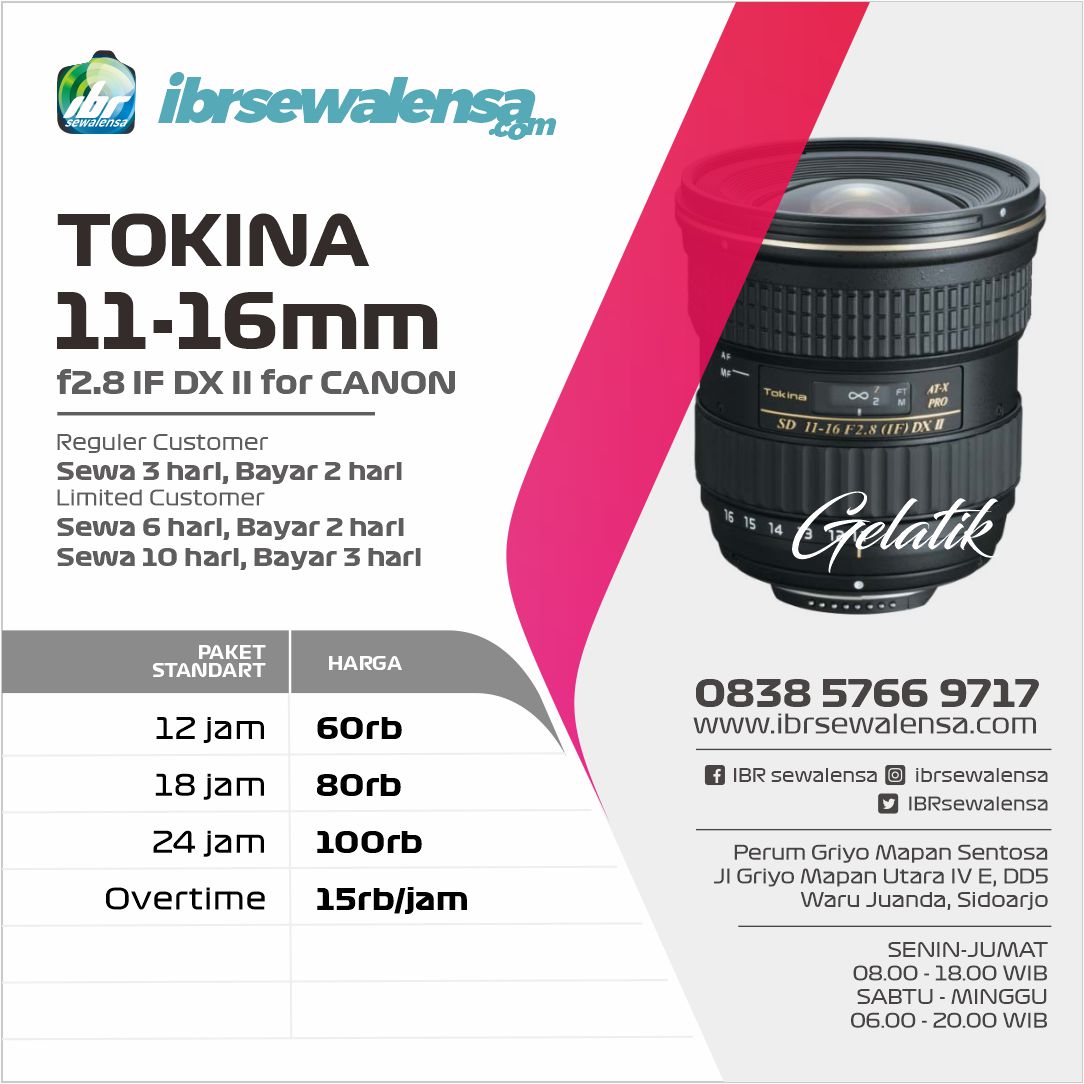 ibr
sewalensa
ibrsewalensa
.com
TOKINA
11-16mm
f2.8 IF DX II for CANON
Reguler Customer
Sewa 3 harI, Bayar 2 harI
Limited Customer
Sewa 6 harI, Bayar 2 harI
Sewa 10 harI, Bayar 3 harI
AF
MF
Tokina
∞ 7 FT
2 M
AT-X
PRO
SD 11-16 F2.8 (IF) DX II
16 15 14 13 12
Gelatik
PAKET
STANDART
HARGA
12 jam 60rb
18 jam 80rb
24 jam 100rb
Overtime 15rb/jam
0838 5766 9717
www.ibrsewalensa.com
IBR sewalensa ibrsewalensa
IBRsewalensa
Perum Griyo Mapan Sentosa
Jl Griyo Mapan Utara IV E, DD5
Waru Juanda, Sidoarjo
SENIN-JUMAT
08.00 - 18.00 WIB
SABTU - MINGGU
06.00 - 20.00 WIB